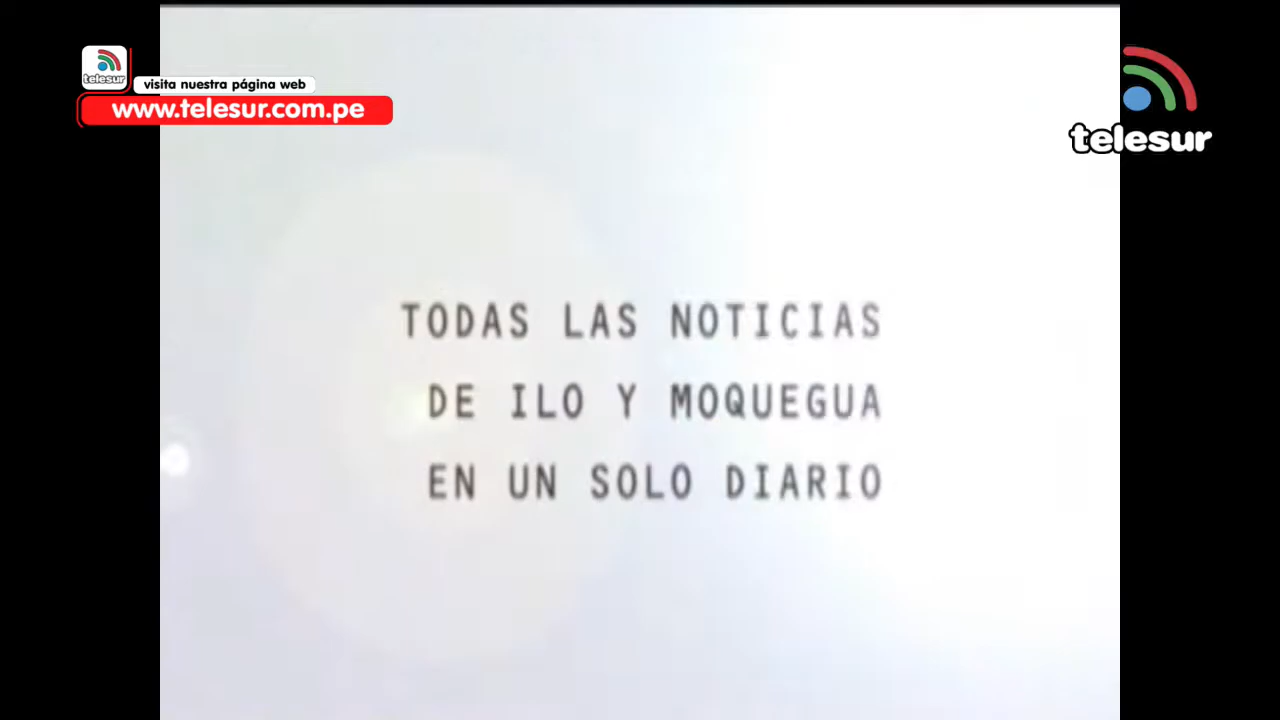 telesur
visita nuestra página web
www.telesur.com.pe
telesur
TODAS LAS NOTICIAS
DE ILO Y MOQUEGUA
EN UN SOLO DIARIO